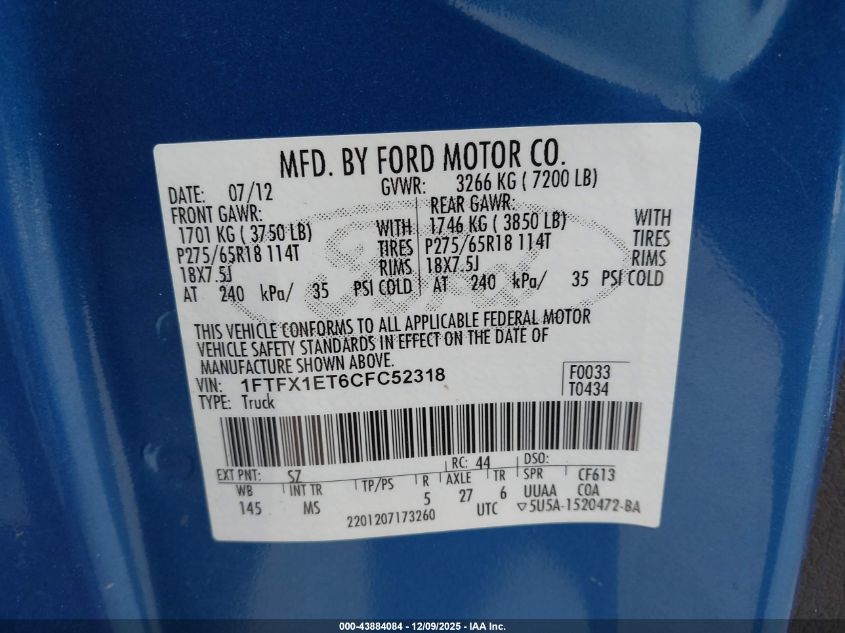 MFD. BY FORD MOTOR CO.
DATE: 07/12 GVWR: 3266 KG ( 7200 LB)
FRONT GAWR: REAR GAWR:
1701 KG ( 3750 LB) WITH 1746 KG ( 3850 LB) WITH
P275/65R18 114T TIRES P275/65R18 114T TIRES
18X7.5J RIMS 18X7.5J RIMS
AT 240 kPa/ 35 PSI COLD AT 240 kPa/ 35 PSI COLD
THIS VEHICLE CONFORMS TO ALL APPLICABLE FEDERAL MOTOR
VEHICLE SAFETY STANDARDS IN EFFECT ON THE DATE OF
MANUFACTURE SHOWN ABOVE.
VIN: 1FTFX1ET6CFC52318 F0033
TYPE: Truck T0434
EXT PNT: SZ RC: 44 DSO:
WB INT TR TP/PS R AXLE TR SPR CF613
145 MS 5 27 6 UUAA COA
2201207173260 UTC ▽5U5A-1520472-BA
000-43884084 | 12/09/2025 - IAA, Inc.